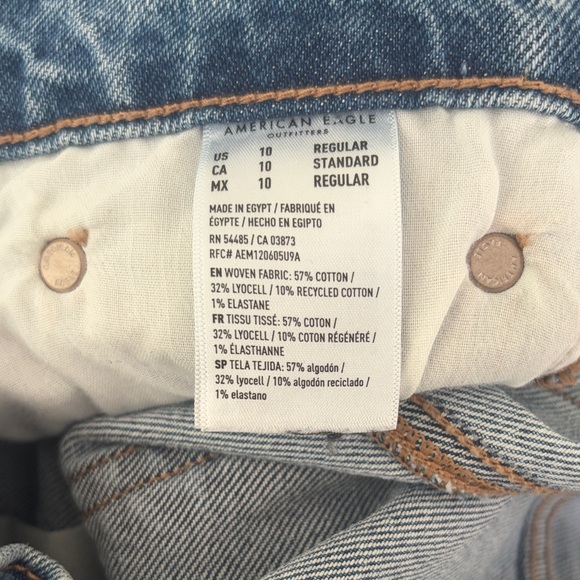 AMERICAN EAGLE
OUTFITTERS
US 10 REGULAR
CA 10 STANDARD
MX 10 REGULAR
MADE IN EGYPT / FABRIQUÉ EN
ÉGYPTE / HECHO EN EGIPTO
RN 54485 / CA 03873
RFC# AEM120605U9A
EN WOVEN FABRIC: 57% COTTON /
32% LYOCELL / 10% RECYCLED COTTON /
1% ELASTANE
FR TISSU TISSÉ: 57% COTON /
32% LYOCELL / 10% COTON RÉGÉNÉRÉ /
1% ÉLASTHANNE
SP TELA TEJIDA: 57% algodón /
32% lyocell / 10% algodón reciclado /
1% elastano